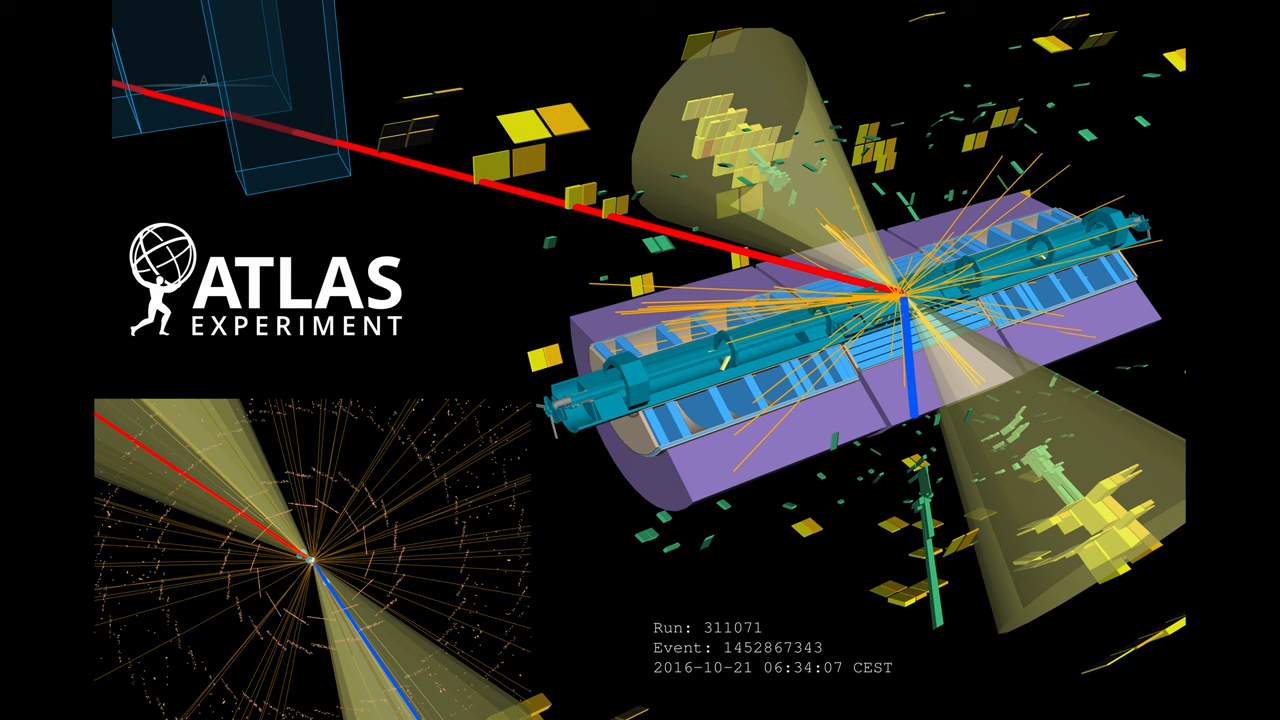 A
ATLAS
EXPERIMENT
Run: 311071
Event: 1452867343
2016-10-21 06:34:07 CEST